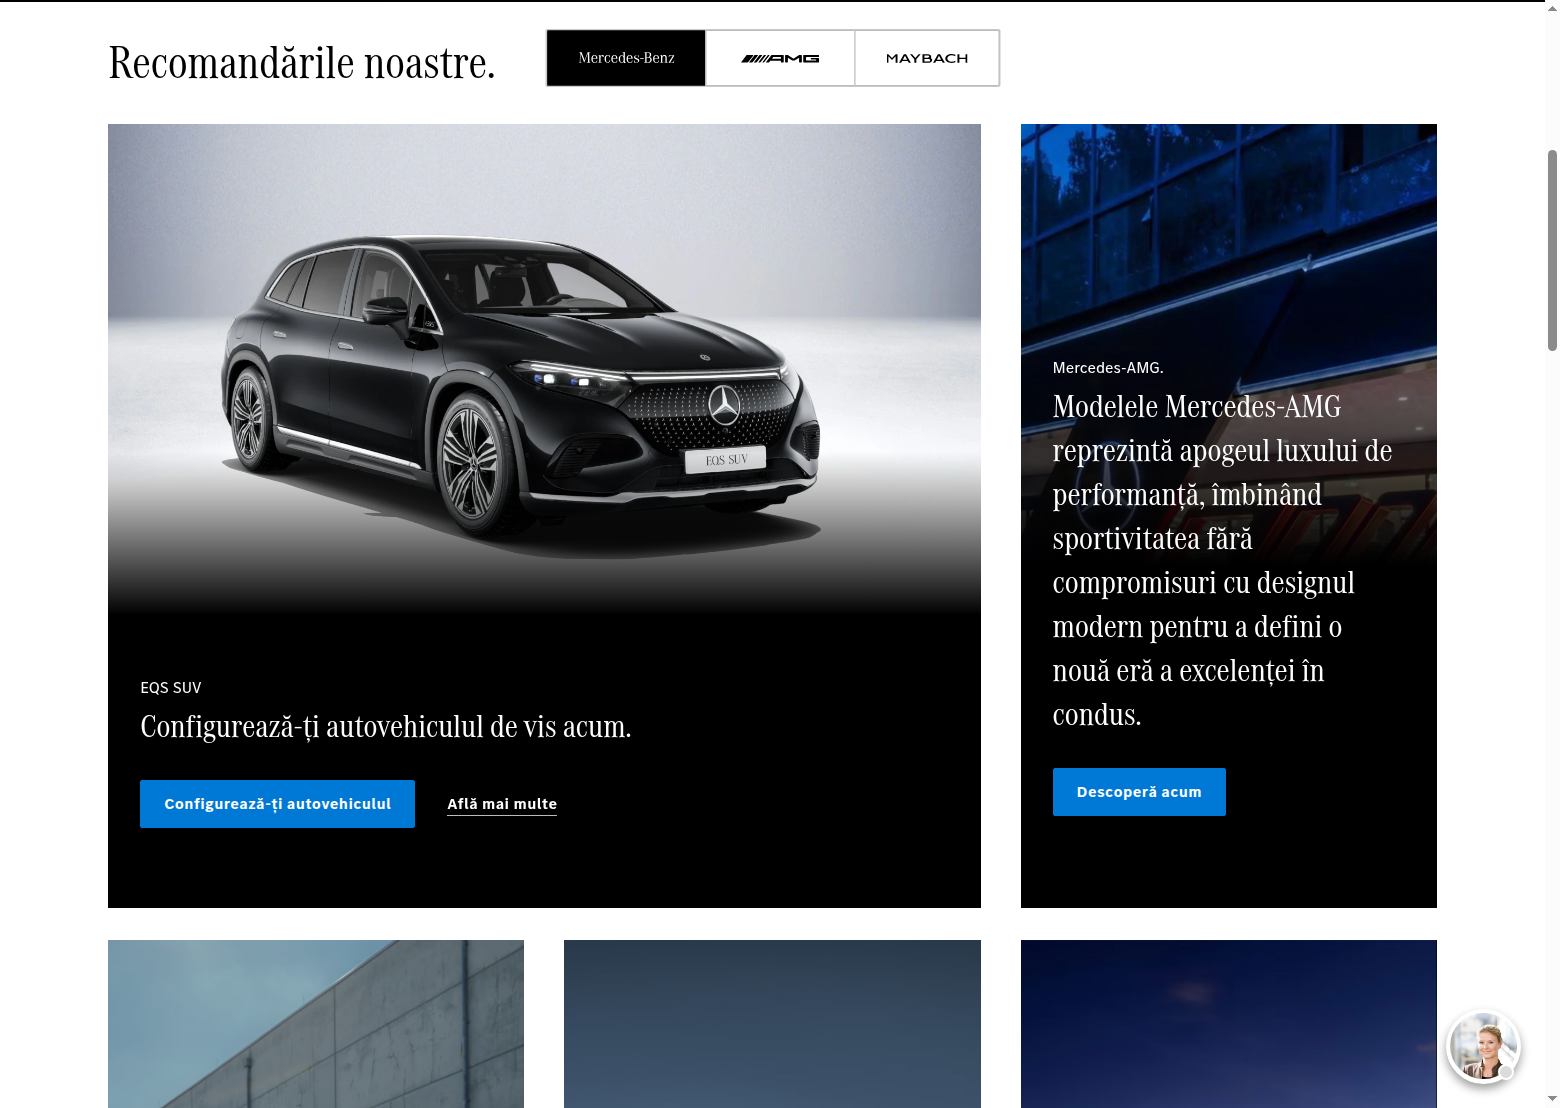 Recomandările noastre.
Mercedes-Benz
AMG
MAYBACH
EQS SUV
EQS SUV
Configurează-ți autovehiculul de vis acum.
Configurează-ți autovehiculul
Află mai multe
Mercedes-AMG.
Modelele Mercedes-AMG
reprezintă apogeul luxului de
performanță, îmbinând
sportivitatea fără
compromisuri cu designul
modern pentru a defini o
nouă eră a excelenței în
condus.
Descoperă acum